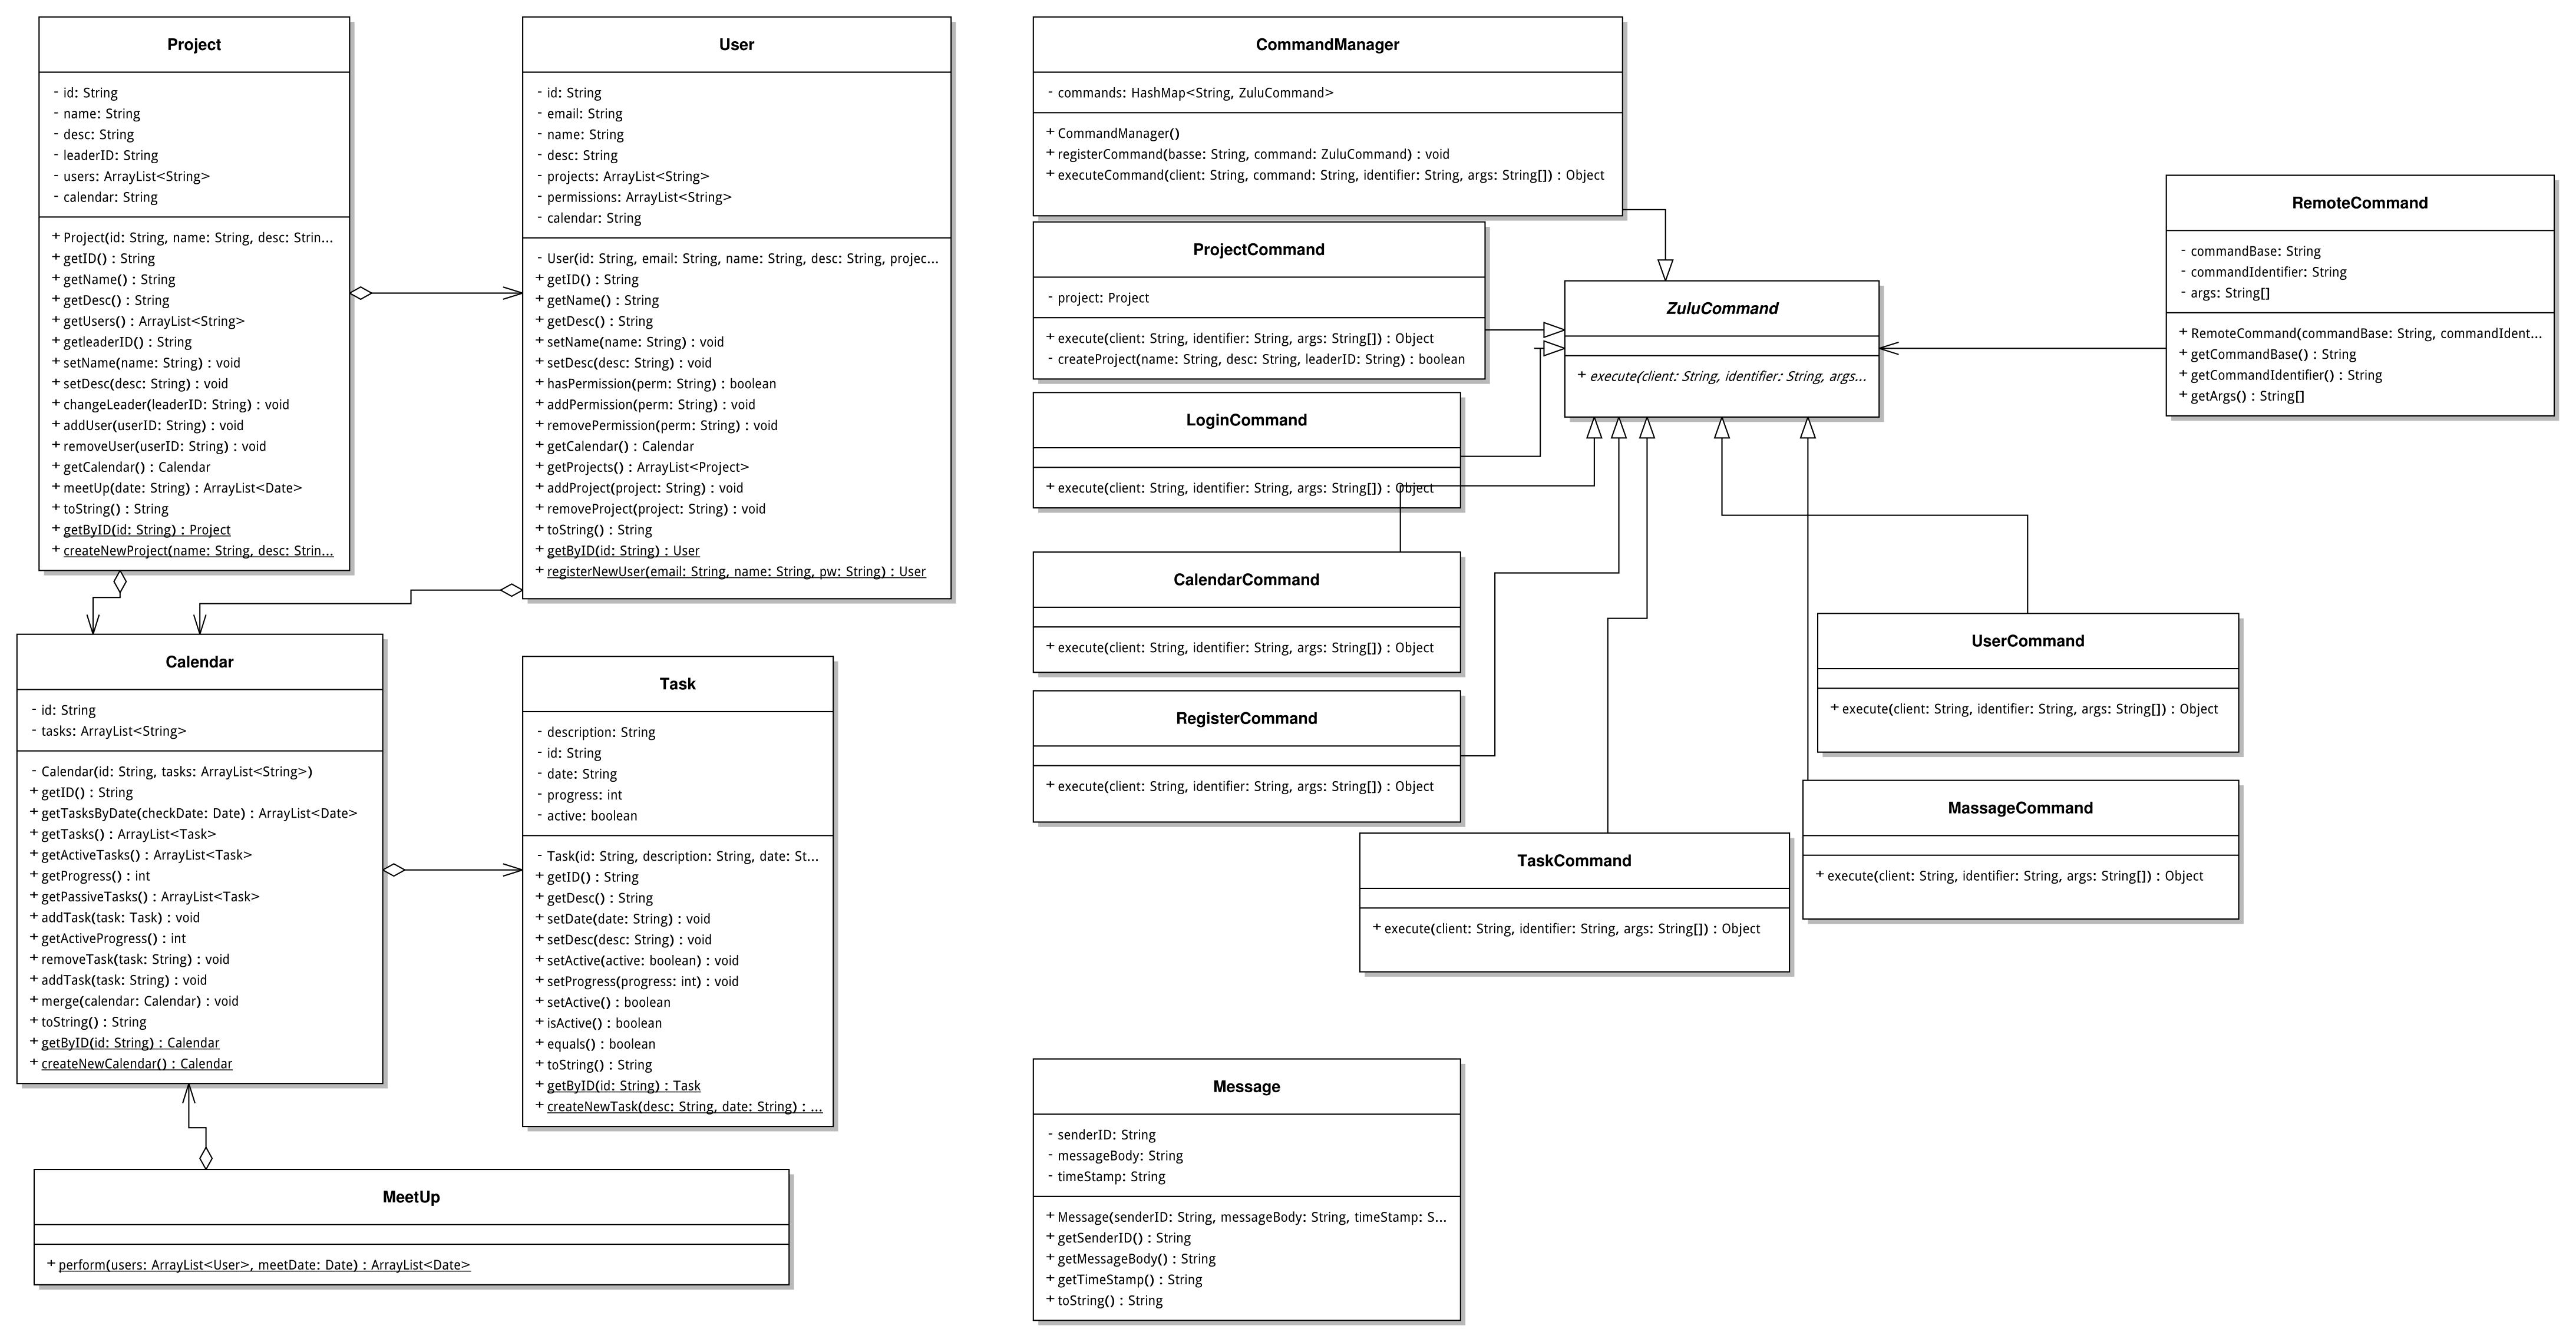 Project
- id: String
- name: String
- desc: String
- leaderID: String
- users: ArrayList<String>
- calendar: String
+ Project(id: String, name: String, desc: Strin...
+ getID() : String
+ getName() : String
+ getDesc() : String
+ getUsers() : ArrayList<String>
+ getleaderID() : String
+ setName(name: String) : void
+ setDesc(desc: String) : void
+ changeLeader(leaderID: String) : void
+ addUser(userID: String) : void
+ removeUser(userID: String) : void
+ getCalendar() : Calendar
+ meetUp(date: String) : ArrayList<Date>
+ toString() : String
+ getByID(id: String) : Project
+ createNewProject(name: String, desc: Strin...
User
- id: String
- email: String
- name: String
- desc: String
- projects: ArrayList<String>
- permissions: ArrayList<String>
- calendar: String
- User(id: String, email: String, name: String, desc: String, projec...
+ getID() : String
+ getName() : String
+ getDesc() : String
+ setName(name: String) : void
+ setDesc(desc: String) : void
+ hasPermission(perm: String) : boolean
+ addPermission(perm: String) : void
+ removePermission(perm: String) : void
+ getCalendar() : Calendar
+ getProjects() : ArrayList<Project>
+ addProject(project: String) : void
+ removeProject(project: String) : void
+ toString() : String
+ getByID(id: String) : User
+ registerNewUser(email: String, name: String, pw: String) : User
Calendar
- id: String
- tasks: ArrayList<String>
- Calendar(id: String, tasks: ArrayList<String>)
+ getID() : String
+ getTasksByDate(checkDate: Date) : ArrayList<Date>
+ getTasks() : ArrayList<Task>
+ getActiveTasks() : ArrayList<Task>
+ getProgress() : int
+ getPassiveTasks() : ArrayList<Task>
+ addTask(task: Task) : void
+ getActiveProgress() : int
+ removeTask(task: String) : void
+ addTask(task: String) : void
+ merge(calendar: Calendar) : void
+ toString() : String
+ getByID(id: String) : Calendar
+ createNewCalendar() : Calendar
Task
- description: String
- id: String
- date: String
- progress: int
- active: boolean
- Task(id: String, description: String, date: St...
+ getID() : String
+ getDesc() : String
+ setDate(date: String) : void
+ setDesc(desc: String) : void
+ setActive(active: boolean) : void
+ setProgress(progress: int) : void
+ setActive() : boolean
+ isActive() : boolean
+ equals() : boolean
+ toString() : String
+ getByID(id: String) : Task
+ createNewTask(desc: String, date: String) : ...
MeetUp
+ perform(users: ArrayList<User>, meetDate: Date) : ArrayList<Date>
CommandManager
- commands: HashMap<String, ZuluCommand>
+ CommandManager()
+ registerCommand(basse: String, command: ZuluCommand) : void
+ executeCommand(client: String, command: String, identifier: String, args: String[]) : Object
ProjectCommand
- project: Project
+ execute(client: String, identifier: String, args: String[]) : Object
- createProject(name: String, desc: String, leaderID: String) : boolean
LoginCommand
+ execute(client: String, identifier: String, args: String[]) : Object
CalendarCommand
+ execute(client: String, identifier: String, args: String[]) : Object
RegisterCommand
+ execute(client: String, identifier: String, args: String[]) : Object
ZuluCommand
+ execute(client: String, identifier: String, args...
RemoteCommand
- commandBase: String
- commandIdentifier: String
- args: String[]
+ RemoteCommand(commandBase: String, commandIdent...
+ getCommandBase() : String
+ getCommandIdentifier() : String
+ getArgs() : String[]
UserCommand
+ execute(client: String, identifier: String, args: String[]) : Object
MassageCommand
+ execute(client: String, identifier: String, args: String[]) : Object
TaskCommand
+ execute(client: String, identifier: String, args: String[]) : Object
Message
- senderID: String
- messageBody: String
- timeStamp: String
+ Message(senderID: String, messageBody: String, timeStamp: S...
+ getSenderID() : String
+ getMessageBody() : String
+ getTimeStamp() : String
+ toString() : String